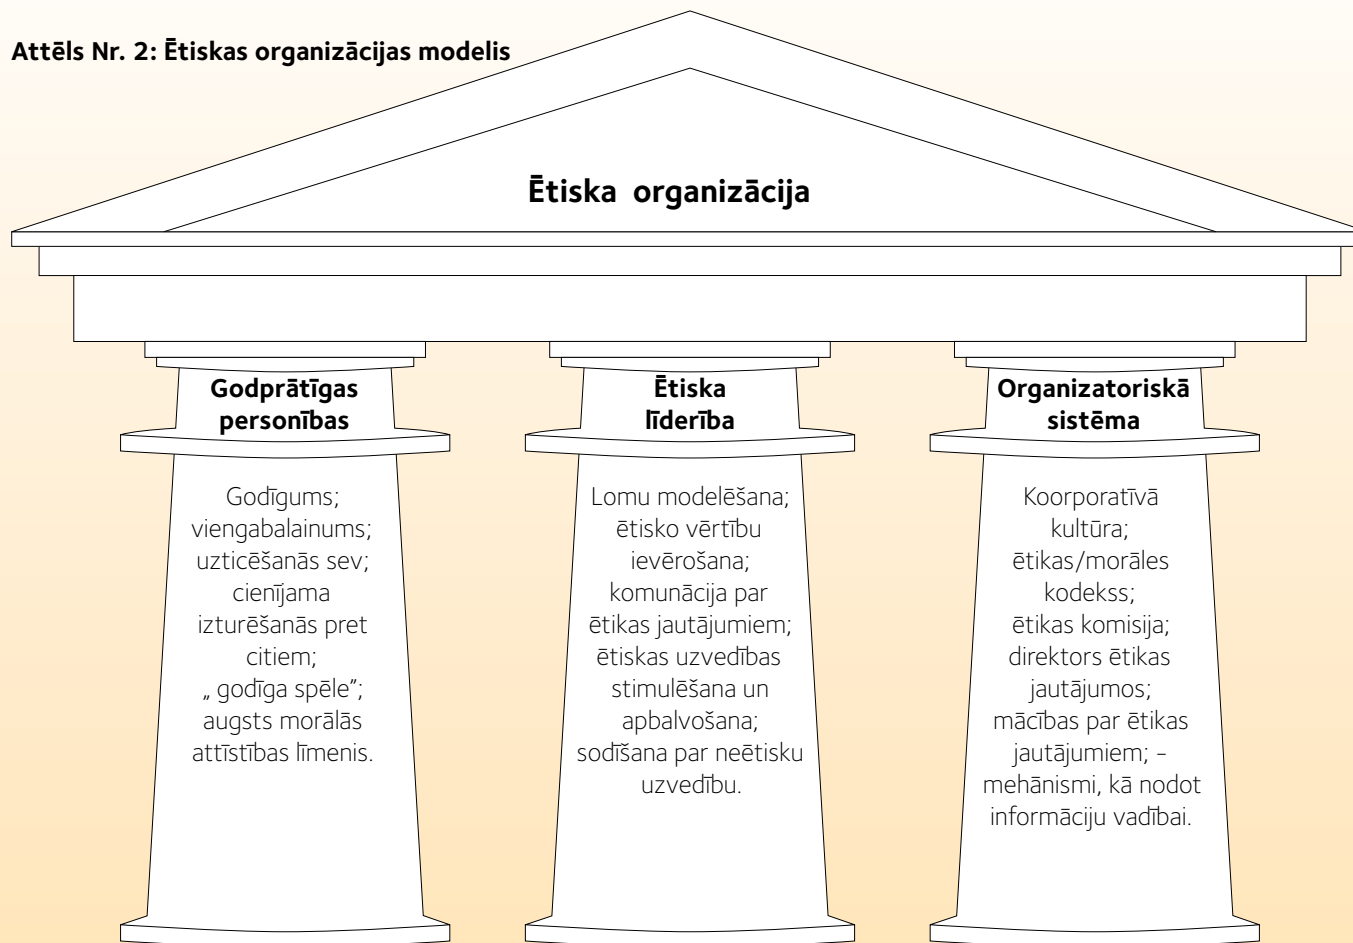 Attēls Nr. 2: Ētiskas organizācijas modelis
Ētiska organizācija
Godprātīgas
personības
Godīgums;
viengabalainums;
uzticēšanās sev;
cienījama
izturēšanās pret
citiem;
„ godīga spēle”;
augsts morālās
attīstības līmenis.
Ētiska
līderība
Lomu modelēšana;
ētisko vērtību
ievērošana;
komunācija par
ētikas jautājumiem;
ētiskas uzvedības
stimulēšana un
apbalvošana;
sodīšana par neētisku
uzvedību.
Organizatoriskā
sistēma
Koorporatīvā
kultūra;
ētikas/morāles
kodekss;
ētikas komisija;
direktors ētikas
jautājumos;
mācības par ētikas
jautājumiem; -
mehānismi, kā nodot
informāciju vadībai.